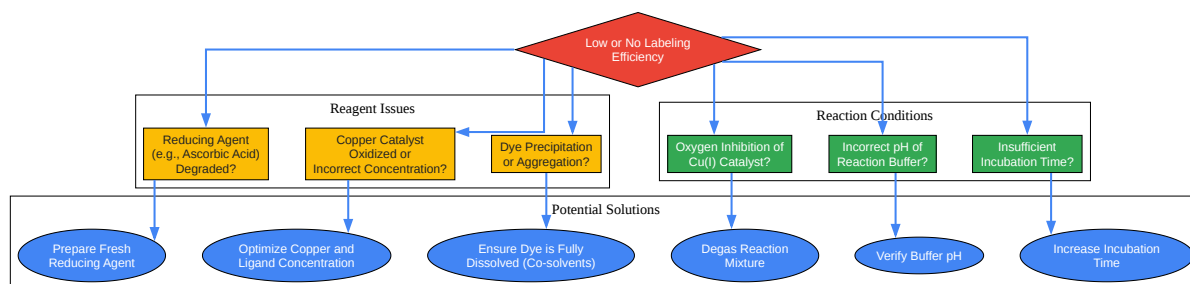 Low or No Labeling
Efficiency
Reagent Issues
Reaction Conditions
Reducing Agent
(e.g., Ascorbic Acid)
Degraded?
Copper Catalyst
Oxidized or
Incorrect Concentration?
Dye Precipitation
or Aggregation?
Oxygen Inhibition of
Cu(I) Catalyst?
Incorrect pH of
Reaction Buffer?
Insufficient
Incubation Time?
Potential Solutions
Prepare Fresh
Reducing Agent
Optimize Copper and
Ligand Concentration
Ensure Dye is Fully
Dissolved (Co-solvents)
Degas Reaction
Mixture
Verify Buffer pH
Increase Incubation
Time